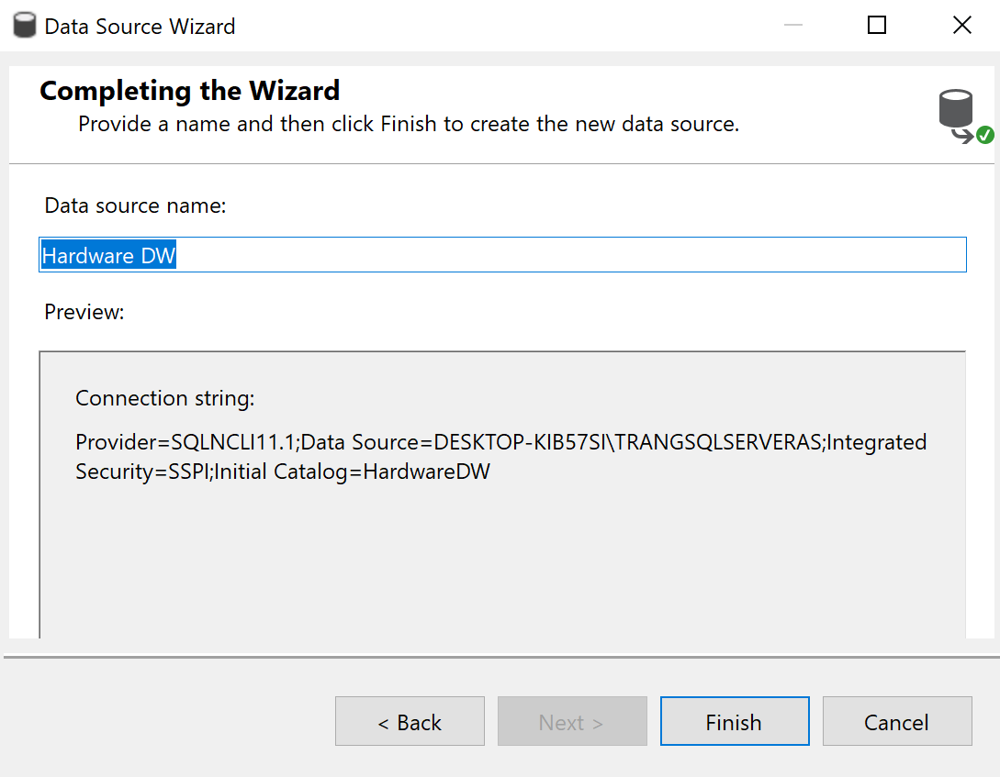 Data Source Wizard
Completing the Wizard
Provide a name and then click Finish to create the new data source.
Data source name:
Hardware DW
Preview:
Connection string:
Provider=SQLNCLI11.1;Data Source=DESKTOP-KIB57SI\TRANGSQLSERVERAS;Integrated
Security=SSPI;Initial Catalog=HardwareDW
< Back
Next >
Finish
Cancel